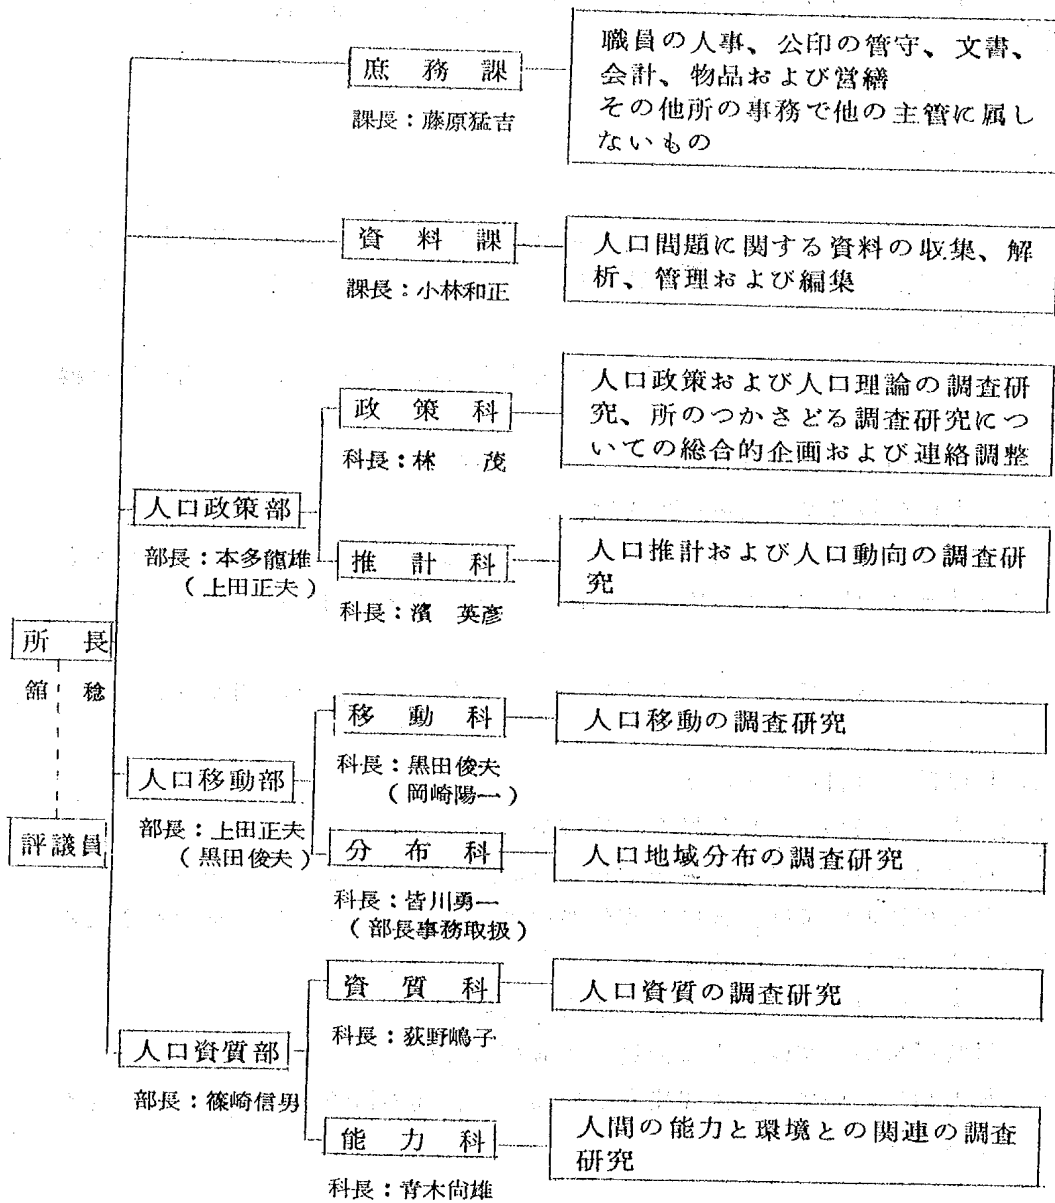 庶務課
課長：藤原猛吉
職員の人事、公印の管守、文書、
会計、物品および営繕
その他所の事務で他の主管に属し
ないもの
資料課
課長：小林和正
人口問題に関する資料の収集、解
析、管理および編集
人口政策部
部長：本多龍雄
（上田正夫）
政策科
科長：林　茂
人口政策および人口理論の調査研
究、所のつかさどる調査研究につ
いての総合的企画および連絡調整
推計科
科長：濱　英彦
人口推計および人口動向の調査研
究
所長
舘　稔
評議員
人口移動部
部長：上田正夫
（黒田俊夫）
移動科
科長：黒田俊夫
（岡崎陽一）
人口移動の調査研究
分布科
科長：皆川勇一
（部長事務取扱）
人口地域分布の調査研究
人口資質部
部長：篠崎信男
資質科
科長：荻野嶋子
人口資質の調査研究
能力科
科長：青木尚雄
人間の能力と環境との関連の調査
研究